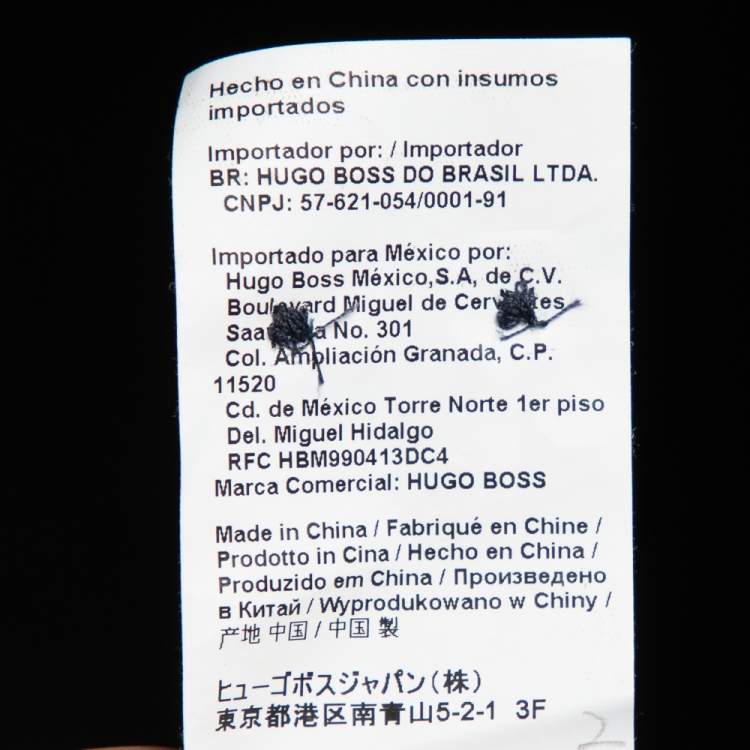 Hecho en China con insumos
importados
Importador por: / Importador
BR: HUGO BOSS DO BRASIL LTDA.
CNPJ: 57-621-054/0001-91
Importado para México por:
Hugo Boss México,S.A, de C.V.
Miguel de
No. 301
Col. Ampliación Granada, C.P.
11520
Cd. de México Torre Norte 1er piso
Del. Miguel Hidalgo
RFC HBM990413DC4
Marca Comercial: HUGO BOSS
Made in China / Fabriqué en Chine /
Prodotto in Cina / Hecho en China /
Produzido em China / Произведено
в Китай / Wyprodukowano w Chiny /
产地 中国 / 中国 製
ヒューゴボスジャパン(株)
東京都港区南青山5-2-1 3F
2